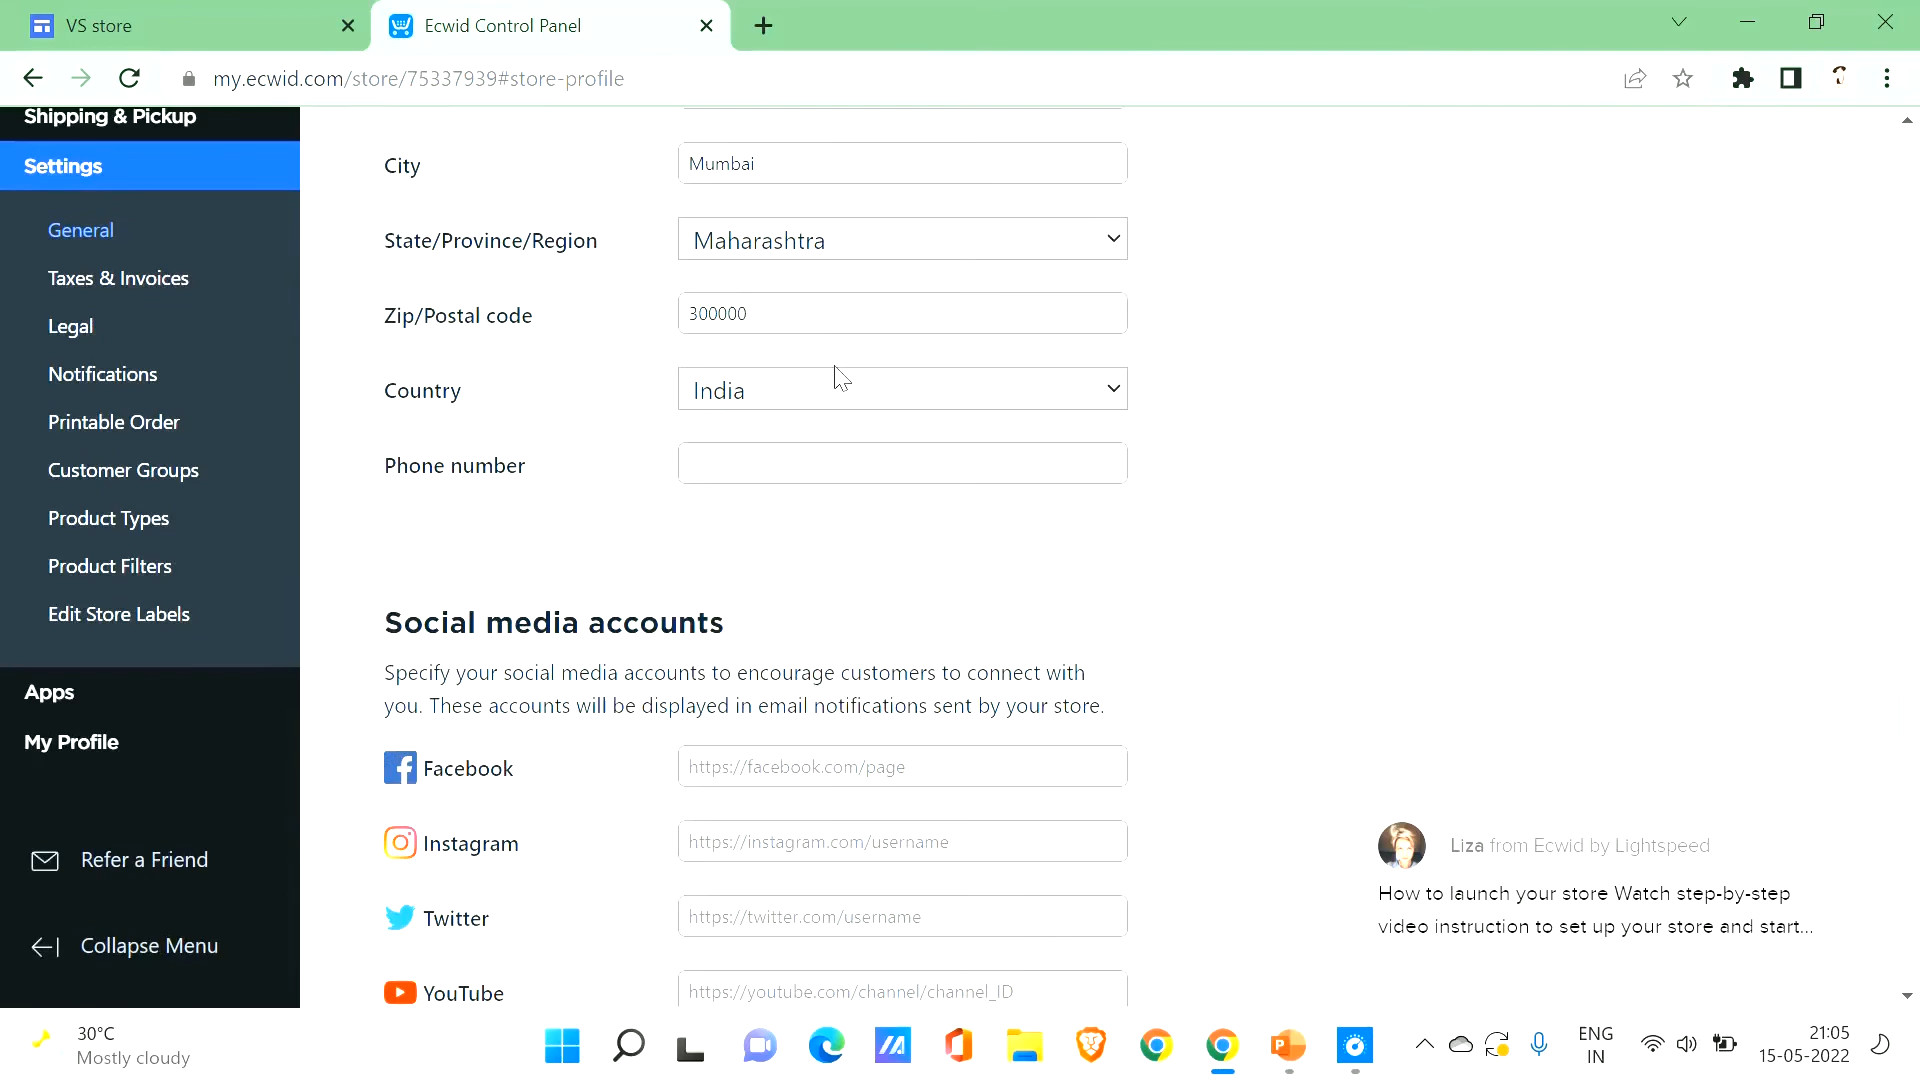 VS store
Ecwid Control Panel
my.ecwid.com/store/75337939#store-profile
Shipping & Pickup
Settings
General
Taxes & Invoices
Legal
Notifications
Printable Order
Customer Groups
Product Types
Product Filters
Edit Store Labels
Apps
My Profile
Refer a Friend
Collapse Menu
City
Mumbai
State/Province/Region
Maharashtra
Zip/Postal code
300000
Country
India
Phone number
Social media accounts
Specify your social media accounts to encourage customers to connect with
you. These accounts will be displayed in email notifications sent by your store.
Facebook
https://facebook.com/page
Instagram
https://instagram.com/username
Twitter
https://twitter.com/username
YouTube
https://youtube.com/channel/channel_ID
Liza from Ecwid by Lightspeed
How to launch your store Watch step-by-step
video instruction to set up your store and start...
30°C
Mostly cloudy
ENG
IN
21:05
15-05-2022